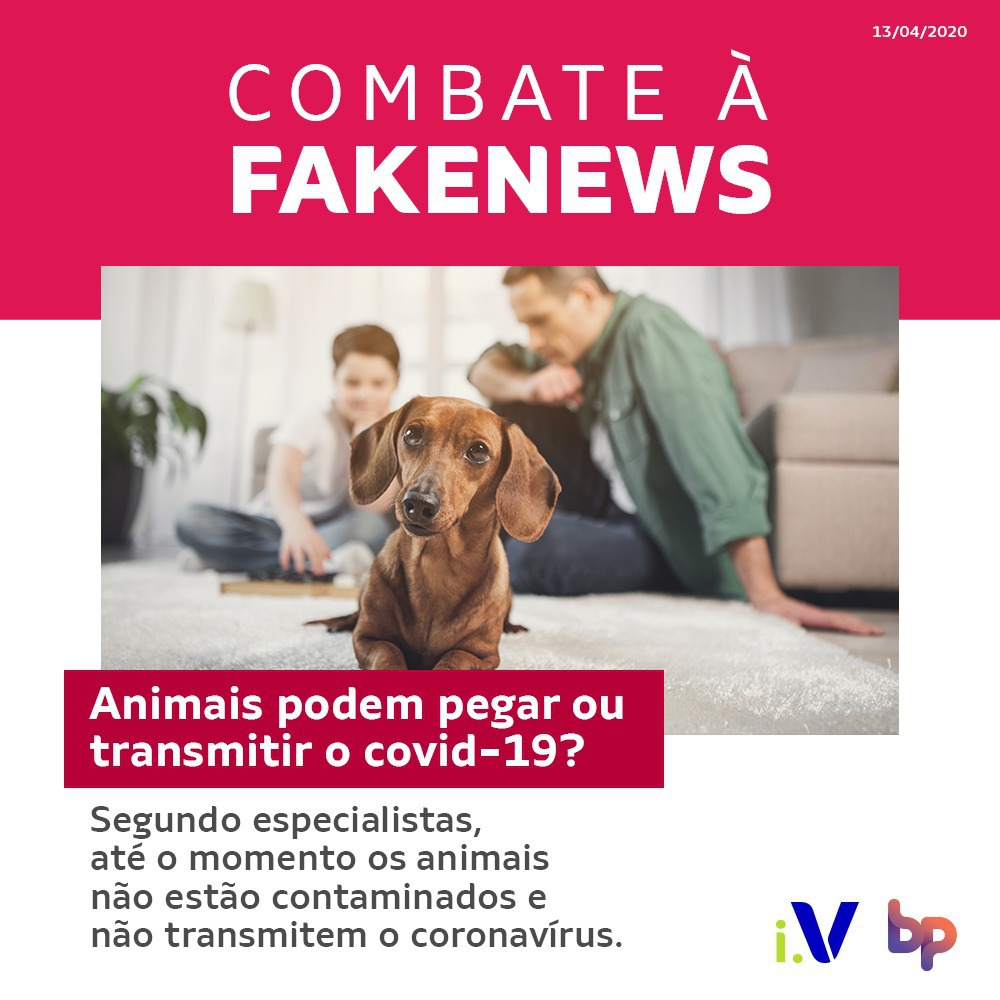 13/04/2020
COMBATE À
FAKENEWS
Animais podem pegar ou
transmitir o covid-19?
Segundo especialistas,
até o momento os animais
não estão contaminados e
não transmitem o coronavírus.
i.V bp